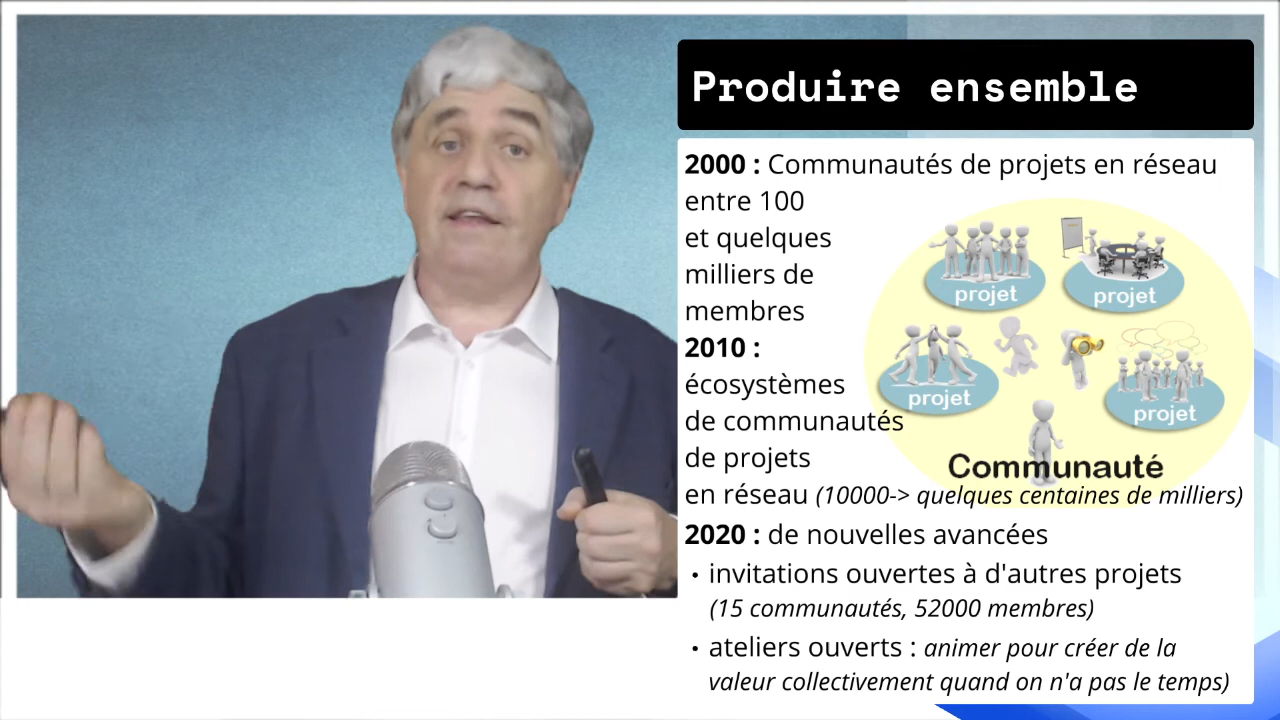 Produire ensemble
2000 : Communautés de projets en réseau
entre 100
et quelques
milliers de
membres
2010 :
écosystèmes
de communautés
de projets
en réseau (10000-> quelques centaines de milliers)
projet
projet
projet
projet
Communauté
2020 : de nouvelles avancées
• invitations ouvertes à d'autres projets
(15 communautés, 52000 membres)
• ateliers ouverts : animer pour créer de la
valeur collectivement quand on n'a pas le temps)